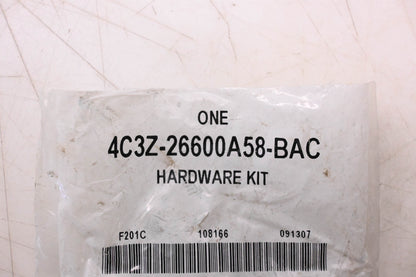 ONE
4C3Z-26600A58-BAC
HARDWARE KIT
F201C 108166 091307